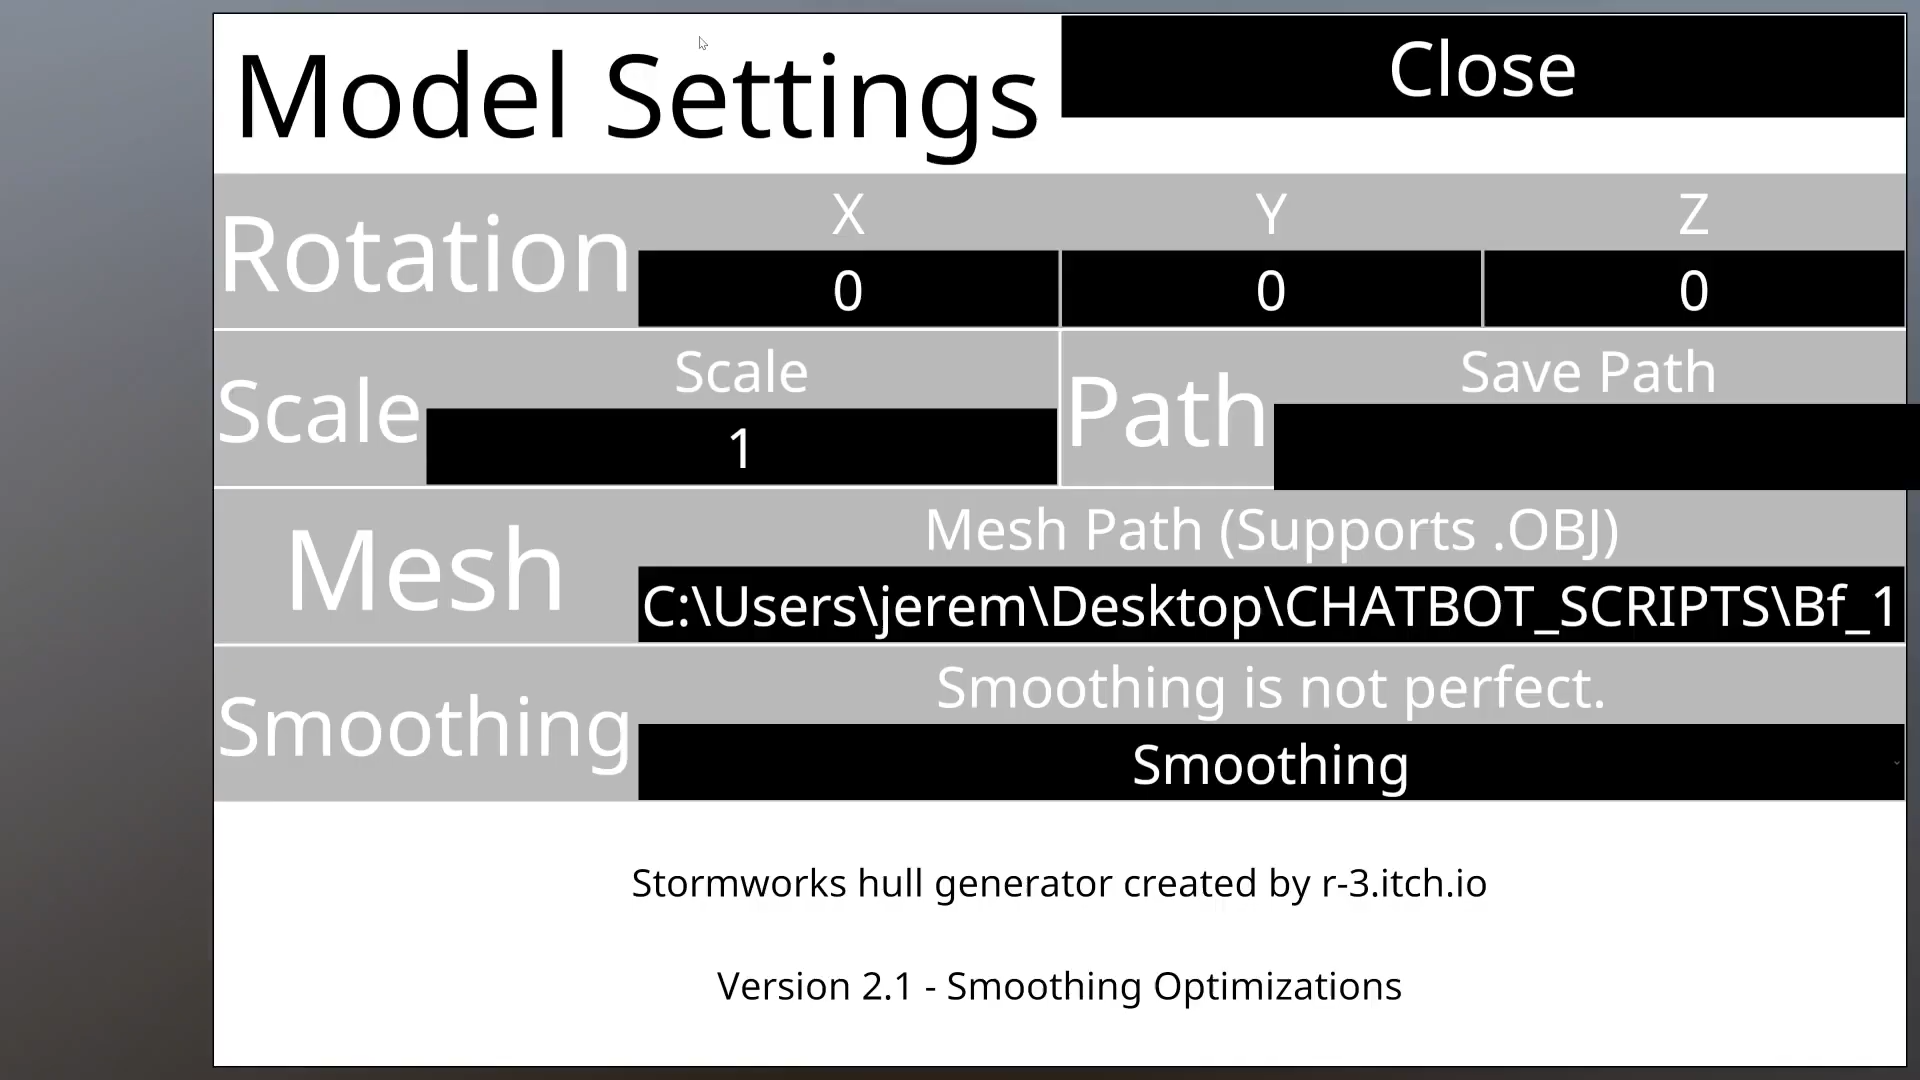 Model Settings
Close
Rotation
X
Y
Z
0
0
0
Scale
Scale
1
Path
Save Path
Mesh
Mesh Path (Supports .OBJ)
C:\Users\jerem\Desktop\CHATBOT_SCRIPTS\Bf_1
Smoothing
Smoothing is not perfect.
Smoothing
Stormworks hull generator created by r-3.itch.io
Version 2.1 - Smoothing Optimizations